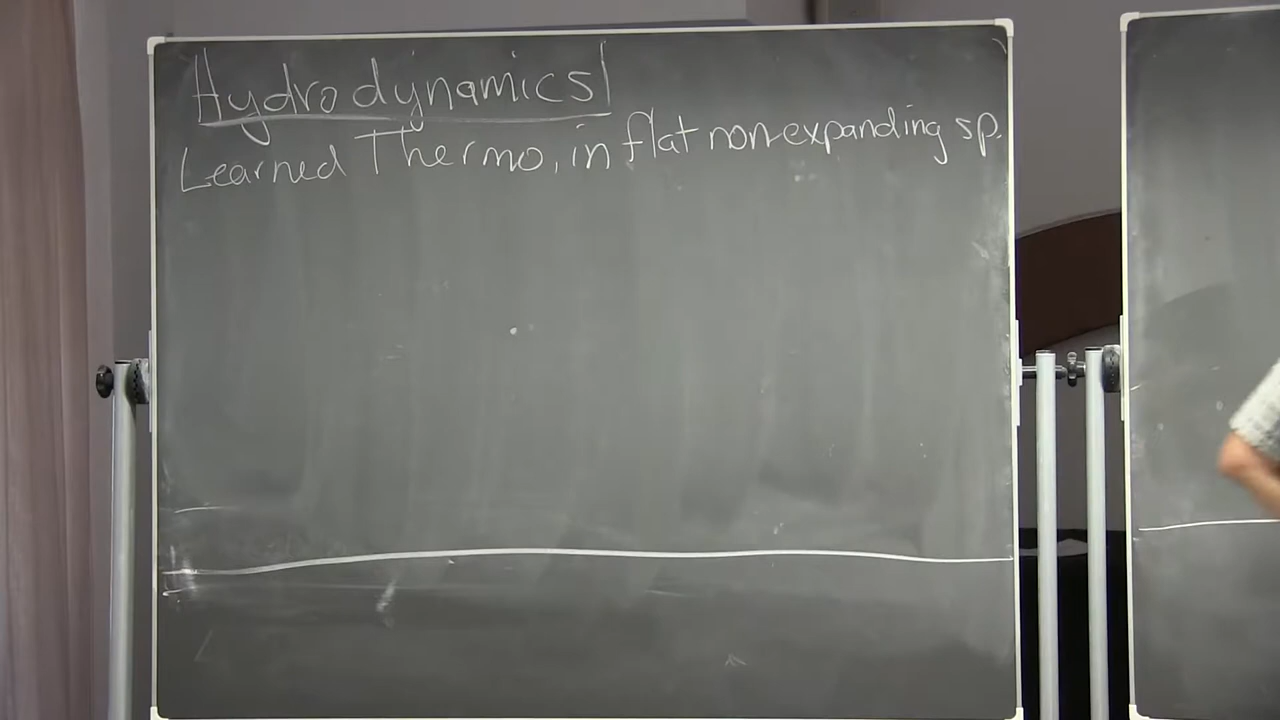 Hydrodynamics
Learned Thermo, in flat non-expanding sp.